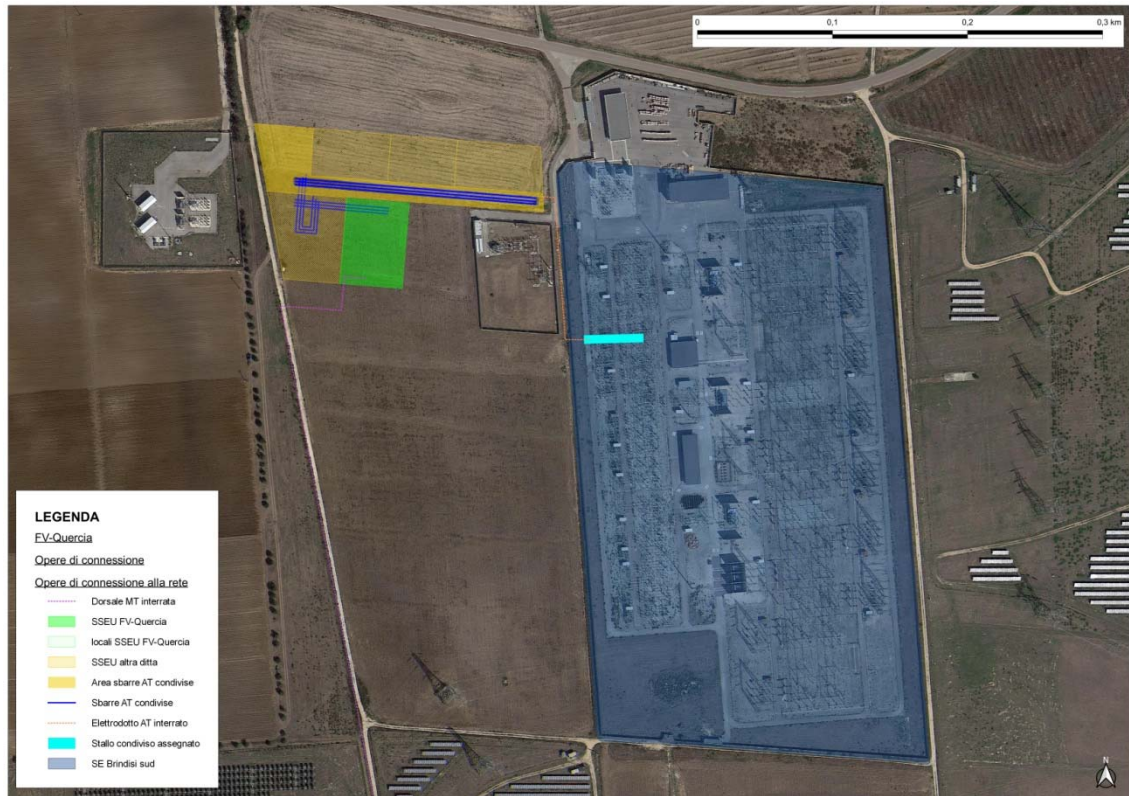 0 0,1 0,2 0,3 km
LEGENDA
FV-Quercia
Opere di connessione
Opere di connessione alla rete
Dorsale MT interrata
SSEU FV-Quercia
locali SSEU FV-Quercia
SSEU altra ditta
Area sbarre AT condivise
Sbarre AT condivise
Elettrodotto AT interrato
Stallo condiviso assegnato
SE Brindisi sud
N